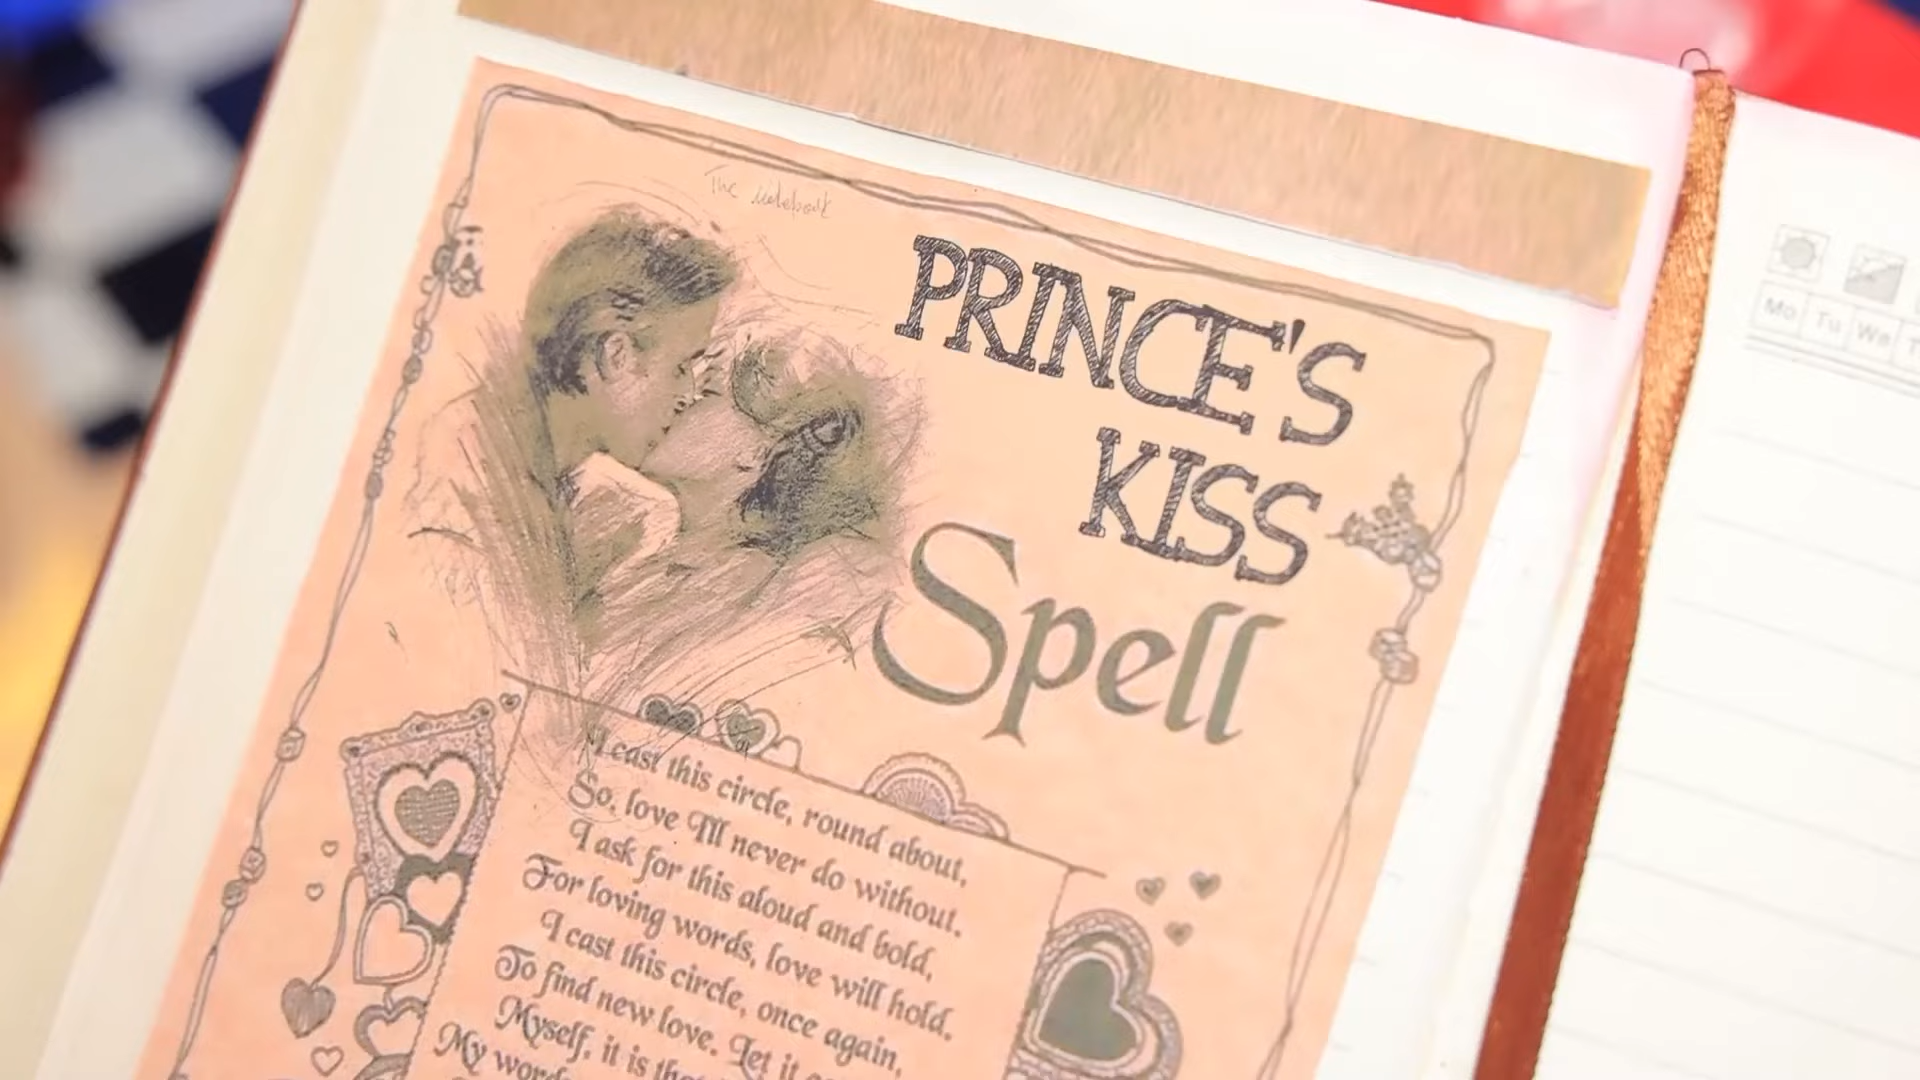 The notebook
PRINCE'S
KISS
Spell
I cast this circle, round about,
So, love I'll never do without.
I ask for this aloud and bold,
For loving words, love will hold.
I cast this circle, once again,
To find new love. Let it
Myself, it is
My
Mo Tu We